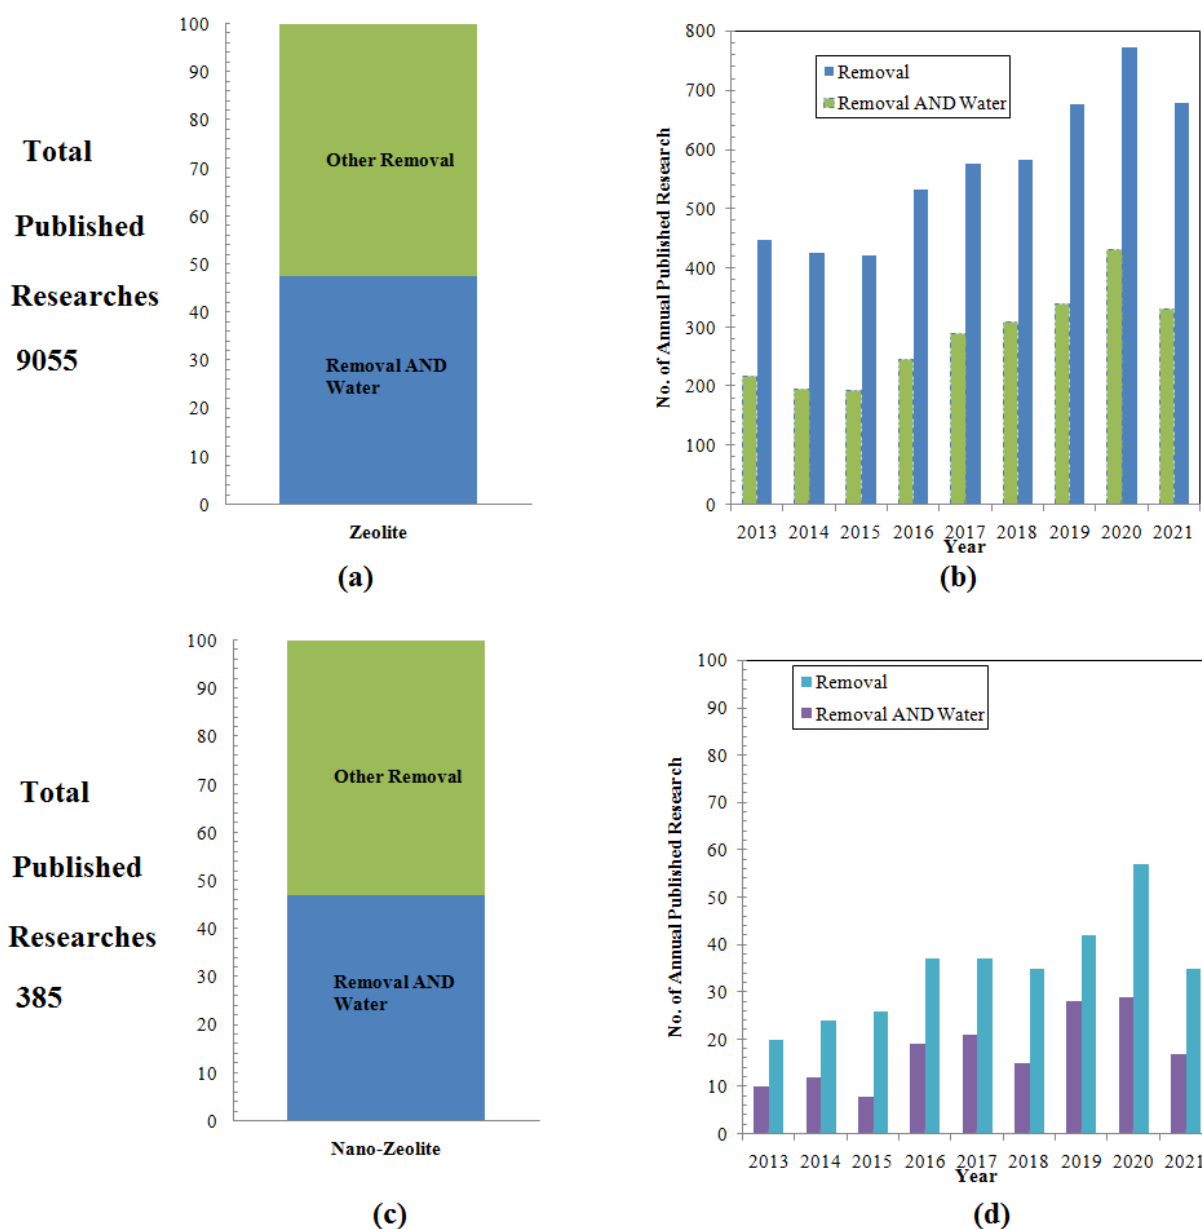 Total
Published
Researches
9055
100
90
80
70
60
50
40
30
20
10
0
Other Removal
Removal AND
Water
Zeolite
(a)
No. of Annual Published Research
800
700
600
500
400
300
200
100
0
Removal
Removal AND Water
2013 2014 2015 2016 2017 2018 2019 2020 2021
Year
(b)
Total
Published
Researches
385
100
90
80
70
60
50
40
30
20
10
0
Other Removal
Removal AND
Water
Nano-Zeolite
(c)
No. of Annual Published Research
100
90
80
70
60
50
40
30
20
10
0
Removal
Removal AND Water
2013 2014 2015 2016 2017 2018 2019 2020 2021
Year
(d)